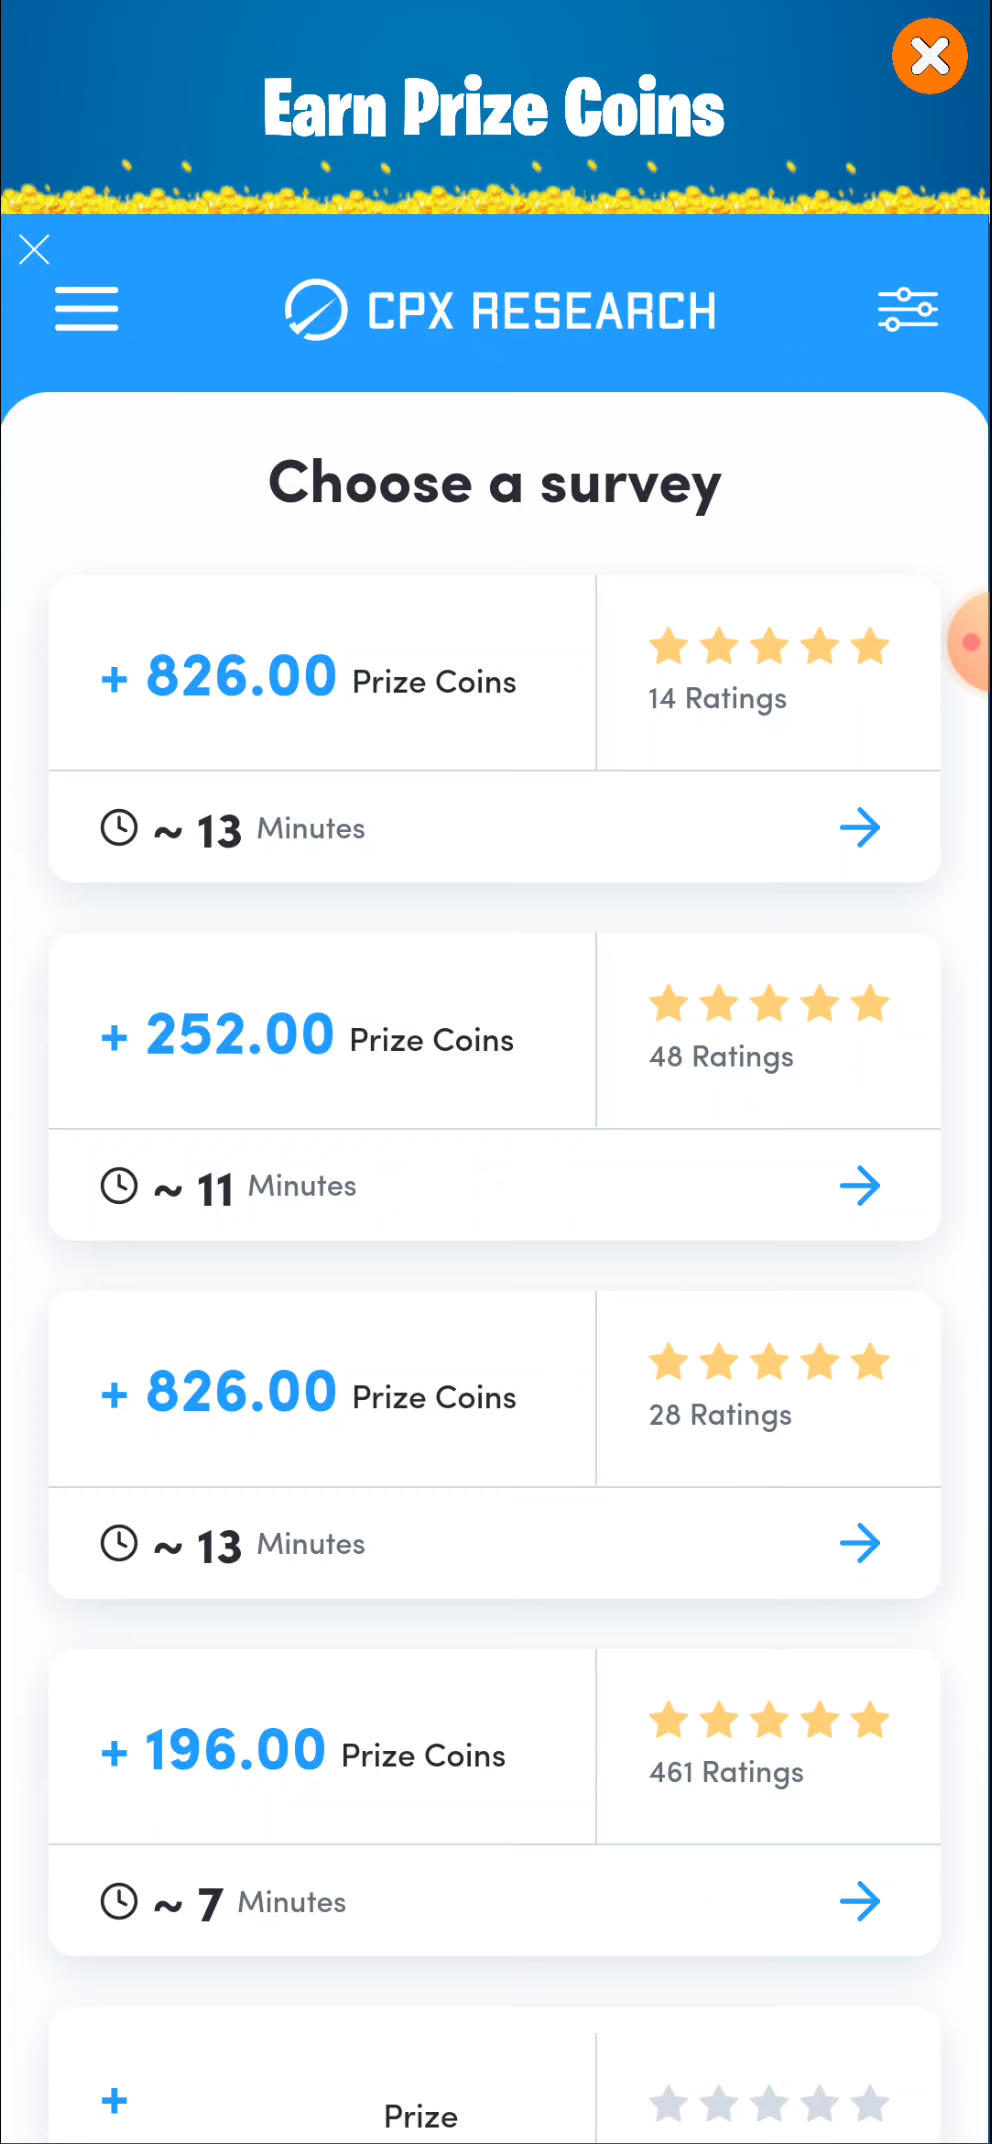 Earn Prize Coins
CPX RESEARCH
Choose a survey
+ 826.00 Prize Coins
14 Ratings
~ 13 Minutes
+ 252.00 Prize Coins
48 Ratings
~ 11 Minutes
+ 826.00 Prize Coins
28 Ratings
~ 13 Minutes
+ 196.00 Prize Coins
461 Ratings
~ 7 Minutes
+ Prize